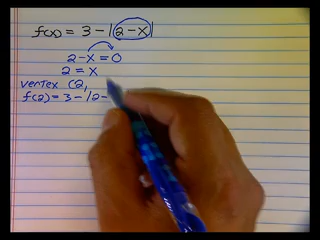 f(x) = 3 - |2 - x|
2 - x = 0
2 = x
vertex (2,
f(2) = 3 - |2 -